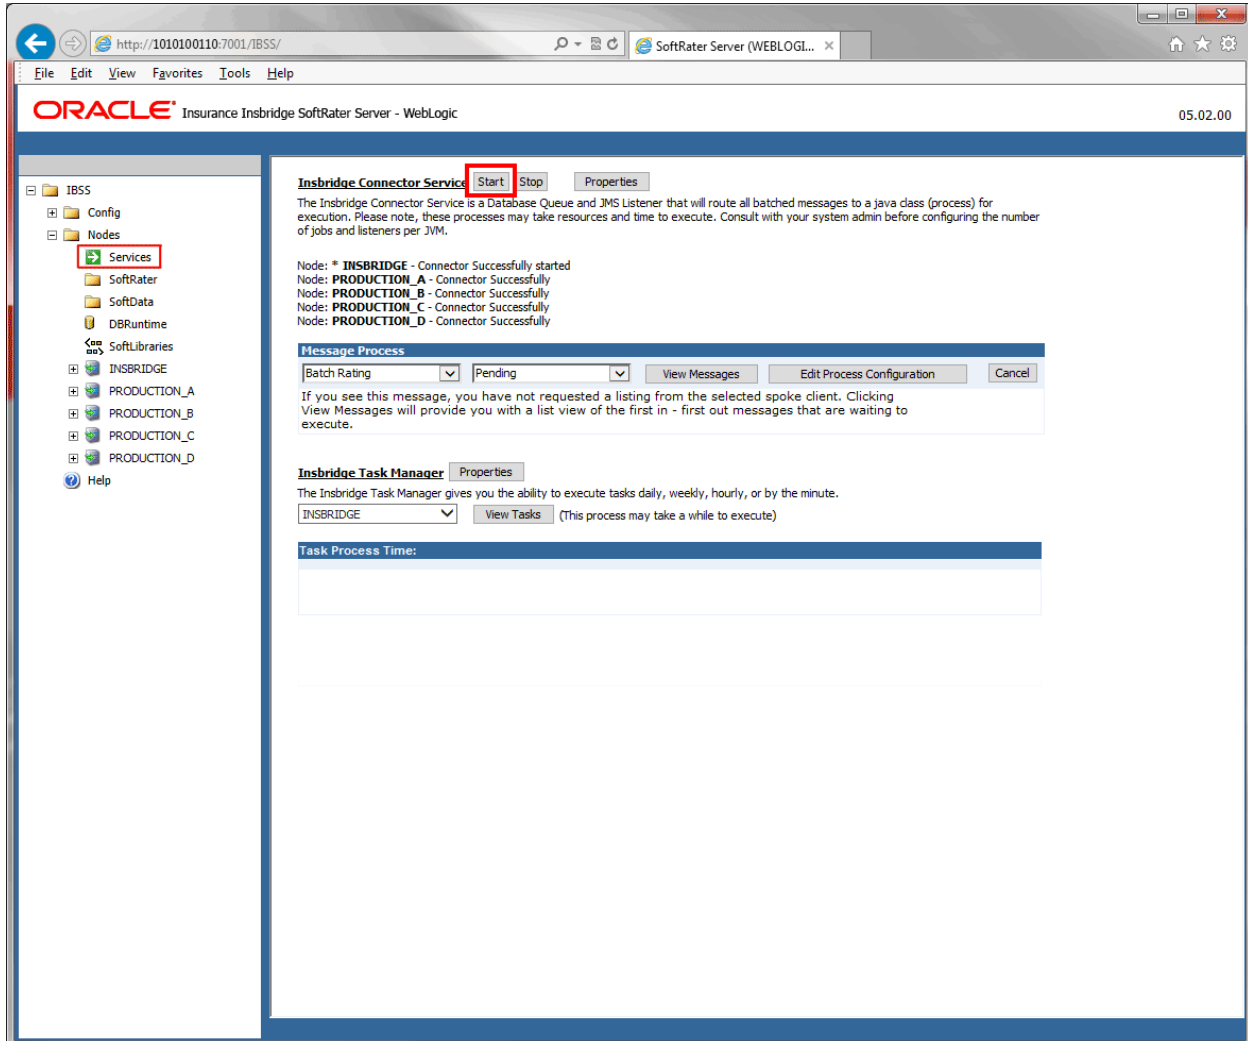 X
http://1010100110:7001/IBSS/
SoftRater Server (WEBLOGI... ×
File Edit View Favorites Tools Help
ORACLE Insurance Insbridge SoftRater Server - WebLogic
05.02.00
IBSS
Config
Nodes
Services
SoftRater
SoftData
DBRuntime
SoftLibraries
INSBRIDGE
PRODUCTION_A
PRODUCTION_B
PRODUCTION_C
PRODUCTION_D
Help
Insbridge Connector Service Start Stop Properties
The Insbridge Connector Service is a Database Queue and JMS Listener that will route all batched messages to a java class (process) for
execution. Please note, these processes may take resources and time to execute. Consult with your system admin before configuring the number
of jobs and listeners per JVM.
Node: * INSBRIDGE - Connector Successfully started
Node: PRODUCTION_A - Connector Successfully
Node: PRODUCTION_B - Connector Successfully
Node: PRODUCTION_C - Connector Successfully
Node: PRODUCTION_D - Connector Successfully
Message Process
Batch Rating Pending View Messages Edit Process Configuration Cancel
If you see this message, you have not requested a listing from the selected spoke client. Clicking
View Messages will provide you with a list view of the first in - first out messages that are waiting to
execute.
Insbridge Task Manager Properties
The Insbridge Task Manager gives you the ability to execute tasks daily, weekly, hourly, or by the minute.
INSBRIDGE View Tasks (This process may take a while to execute)
Task Process Time: